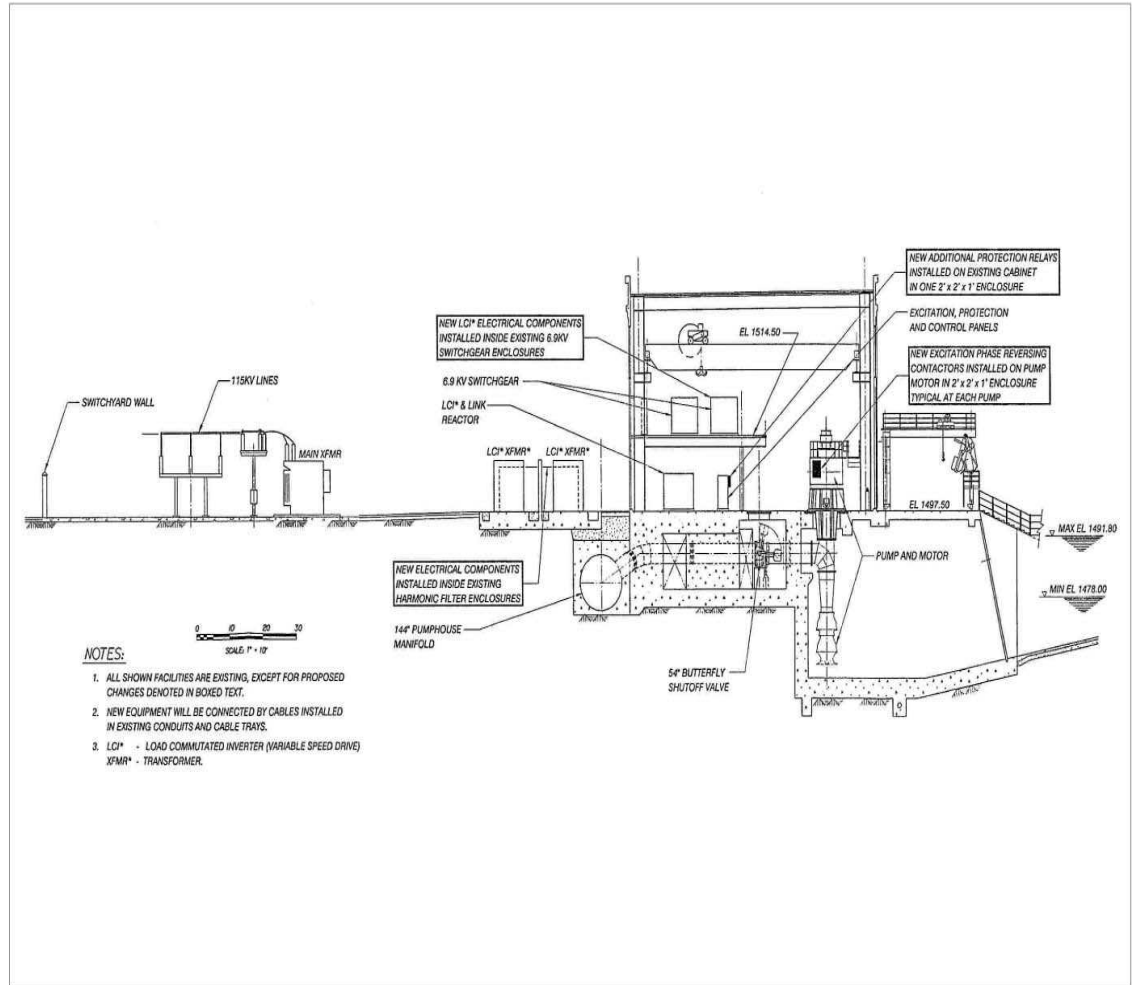 NEW ADDITIONAL PROTECTION RELAYS
INSTALLED ON EXISTING CABINET
IN ONE 2' x 2' x 1' ENCLOSURE
NEW LCI* ELECTRICAL COMPONENTS
INSTALLED INSIDE EXISTING 6.9KV
SWITCHGEAR ENCLOSURES
EL 1514.50
EXCITATION, PROTECTION
AND CONTROL PANELS
NEW EXCITATION PHASE REVERSING
CONTACTORS INSTALLED ON PUMP
MOTOR IN 2' x 2' x 1' ENCLOSURE
TYPICAL AT EACH PUMP
115KV LINES
6.9 KV SWITCHGEAR
SWITCHYARD WALL
LCI* & LINK
REACTOR
MAIN XFMR
LCI* XFMR*
LCI* XFMR*
EL 1497.50
MAX EL 1491.80
PUMP AND MOTOR
NEW ELECTRICAL COMPONENTS
INSTALLED INSIDE EXISTING
HARMONIC FILTER ENCLOSURES
MIN EL 1478.00
144" PUMPHOUSE
MANIFOLD
54" BUTTERFLY
SHUTOFF VALVE
0 10 20 30
SCALE: 1" = 10'
NOTES:
1. ALL SHOWN FACILITIES ARE EXISTING, EXCEPT FOR PROPOSED
CHANGES DENOTED IN BOXED TEXT.
2. NEW EQUIPMENT WILL BE CONNECTED BY CABLES INSTALLED
IN EXISTING CONDUITS AND CABLE TRAYS.
3. LCI* - LOAD COMMUTATED INVERTER (VARIABLE SPEED DRIVE)
XFMR* - TRANSFORMER.